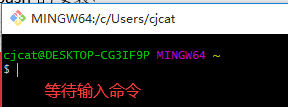 MINGW64:/c/Users/cjcat
cjcat@DESKTOP-CG3IF9P MINGW64 ~
$
等待输入命令